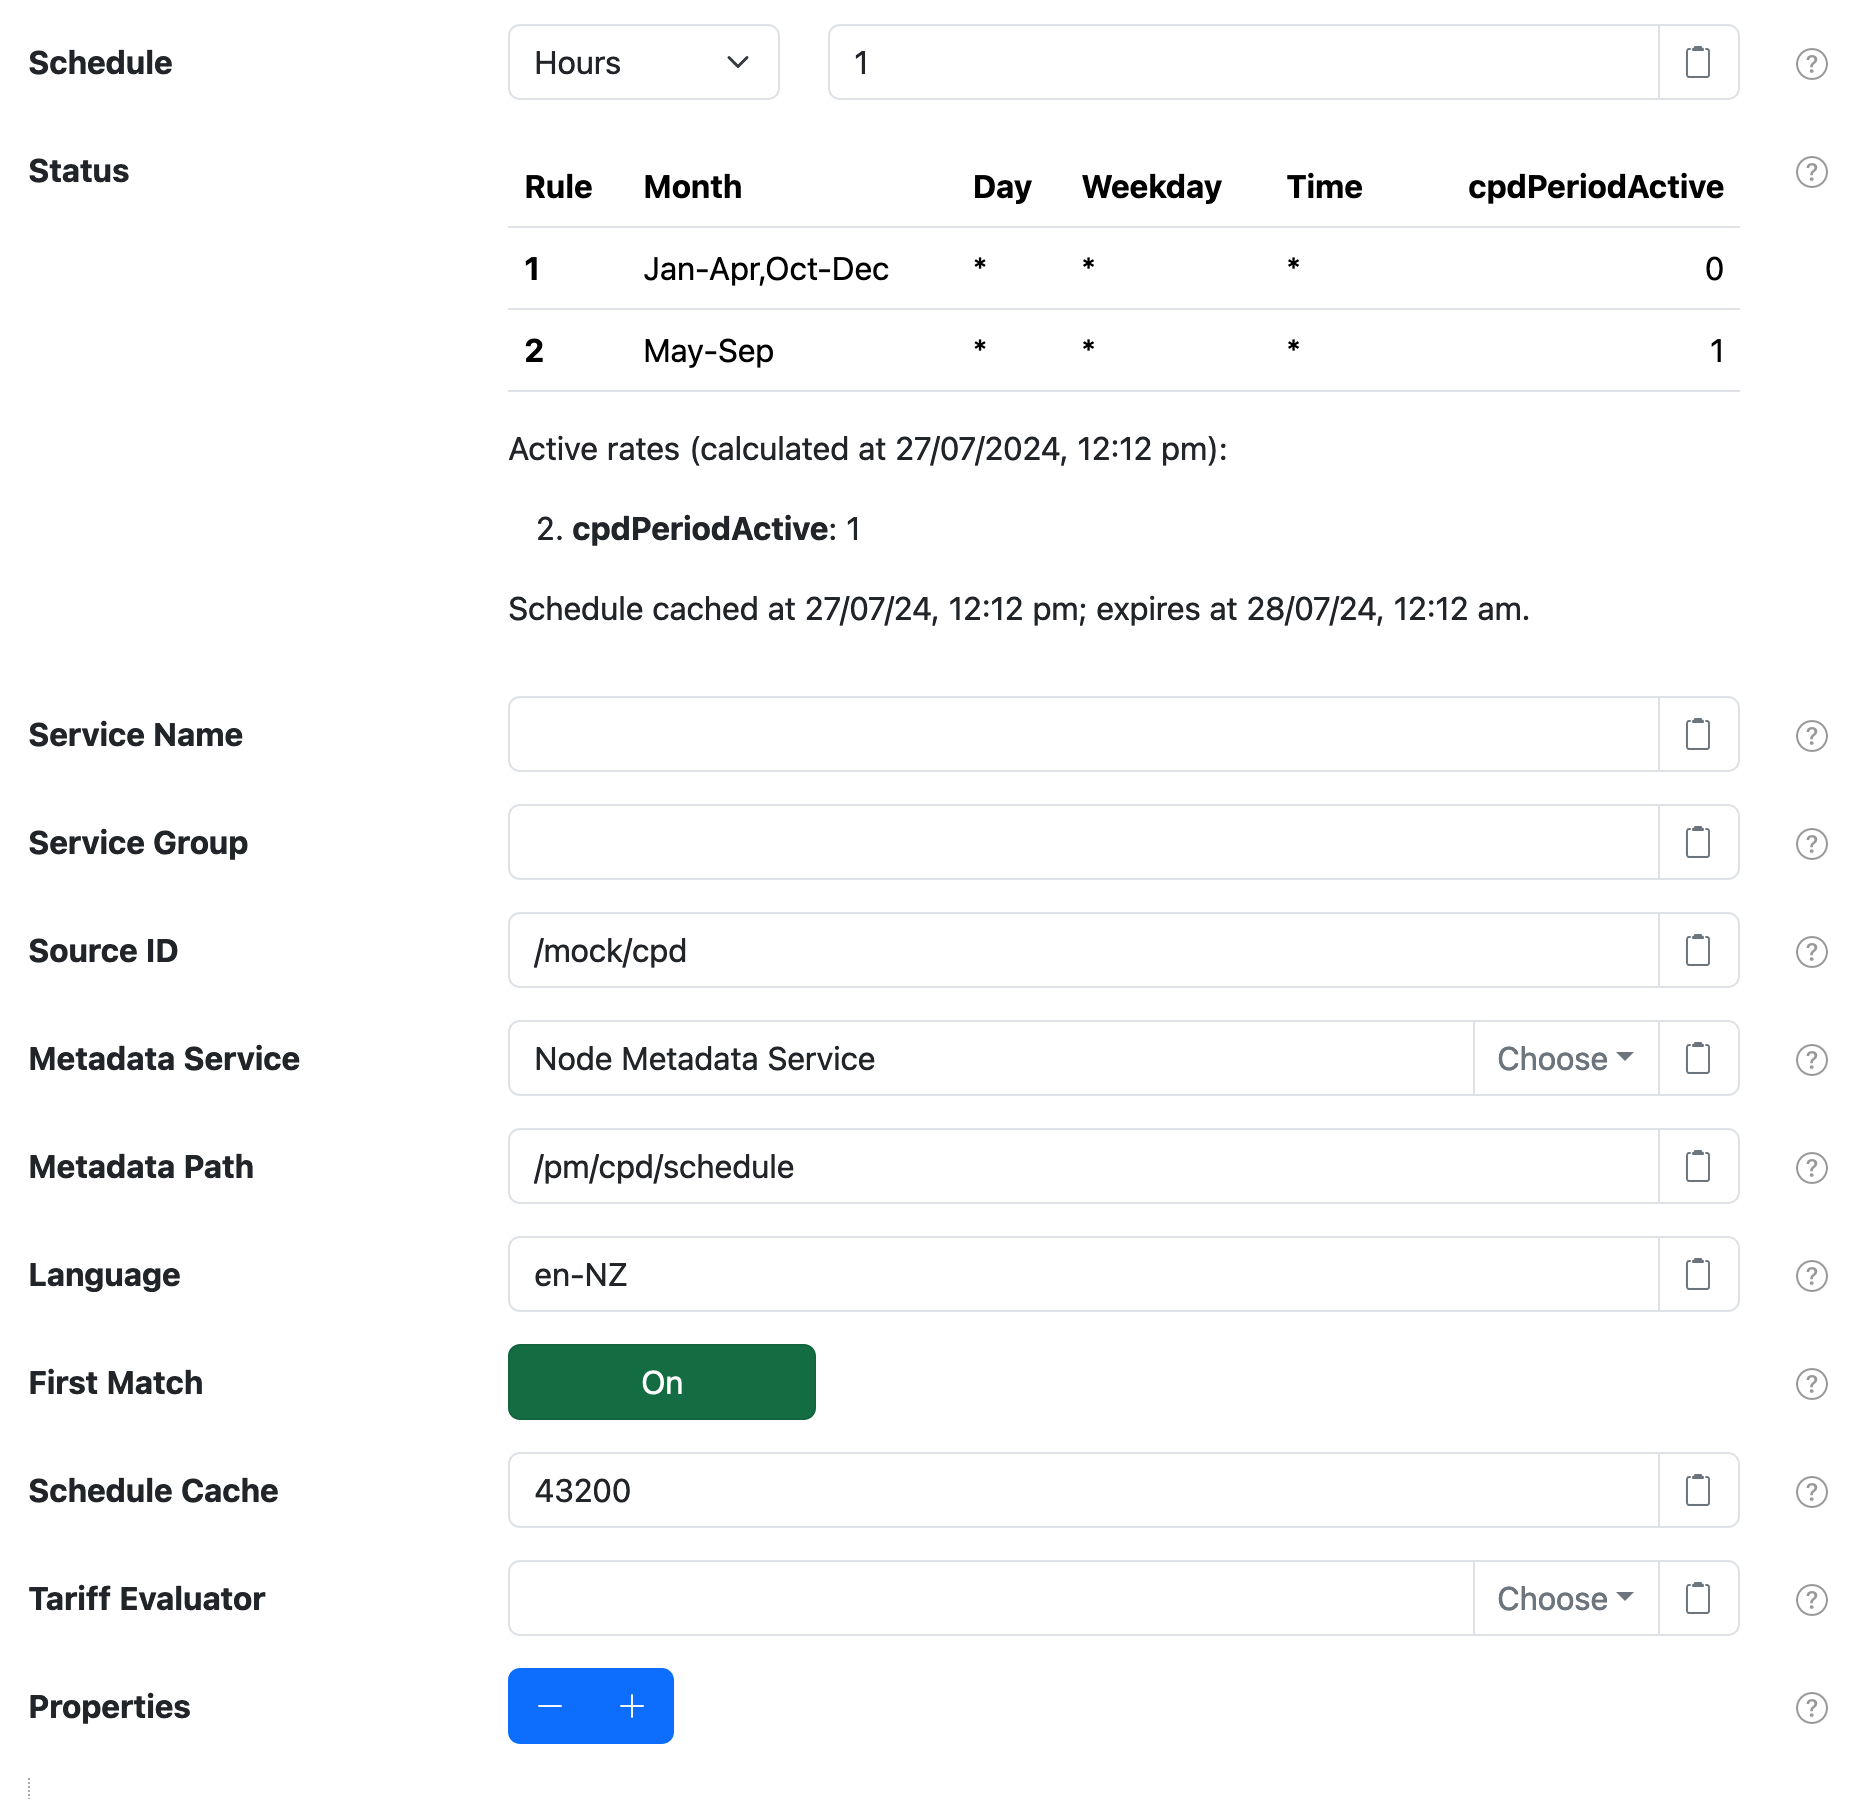 Schedule Hours 1
Status
Rule Month Day Weekday Time cpdPeriodActive
1 Jan-Apr,Oct-Dec * * * 0
2 May-Sep * * * 1
Active rates (calculated at 27/07/2024, 12:12 pm):
2. cpdPeriodActive: 1
Schedule cached at 27/07/24, 12:12 pm; expires at 28/07/24, 12:12 am.
Service Name
Service Group
Source ID /mock/cpd
Metadata Service Node Metadata Service Choose
Metadata Path /pm/cpd/schedule
Language en-NZ
First Match On
Schedule Cache 43200
Tariff Evaluator Choose
Properties